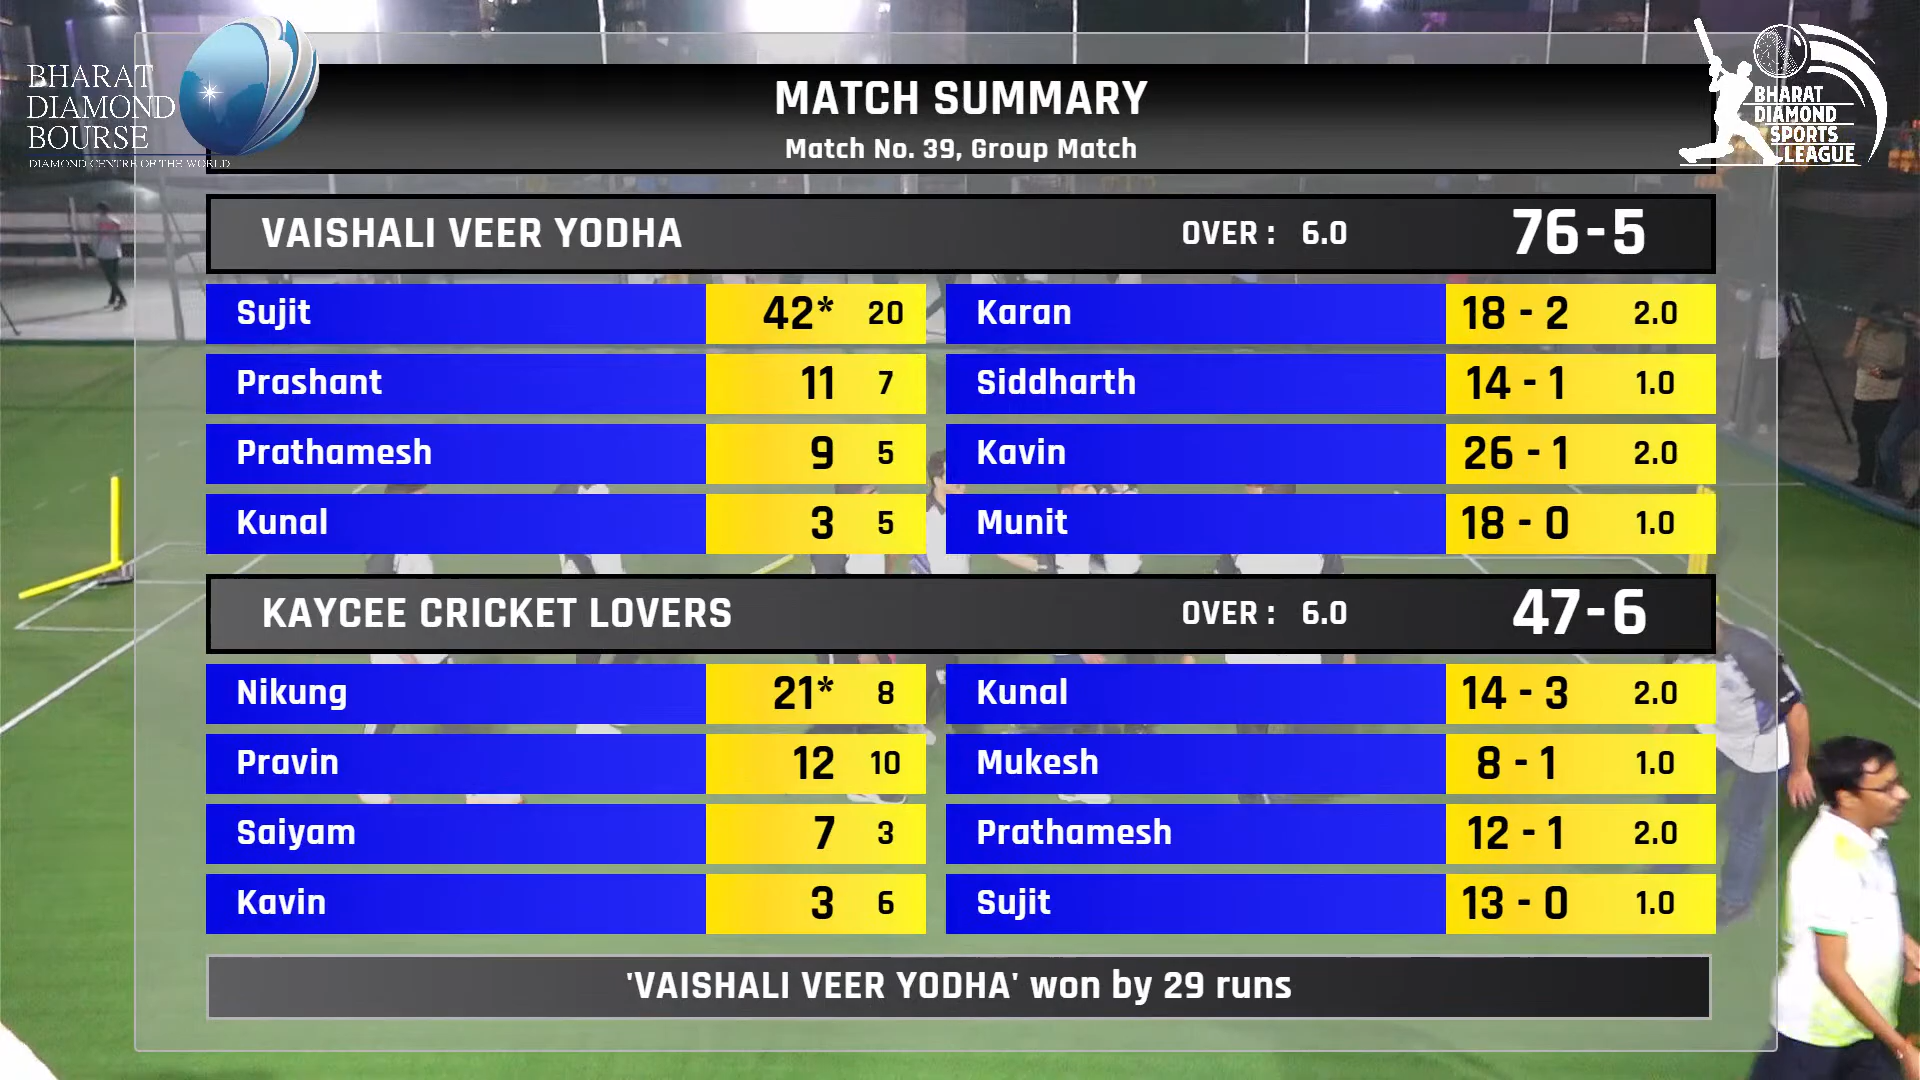 BHARAT
DIAMOND
BOURSE
DIAMOND CENTRE OF THE WORLD
MATCH SUMMARY
Match No. 39, Group Match
BHARAT
DIAMOND
SPORTS
LEAGUE
VAISHALI VEER YODHA OVER : 6.0 76-5
Sujit 42* 20 Karan 18 - 2 2.0
Prashant 11 7 Siddharth 14 - 1 1.0
Prathamesh 9 5 Kavin 26 - 1 2.0
Kunal 3 5 Munit 18 - 0 1.0
KAYCEE CRICKET LOVERS OVER : 6.0 47-6
Nikung 21* 8 Kunal 14 - 3 2.0
Pravin 12 10 Mukesh 8 - 1 1.0
Saiyam 7 3 Prathamesh 12 - 1 2.0
Kavin 3 6 Sujit 13 - 0 1.0
'VAISHALI VEER YODHA' won by 29 runs